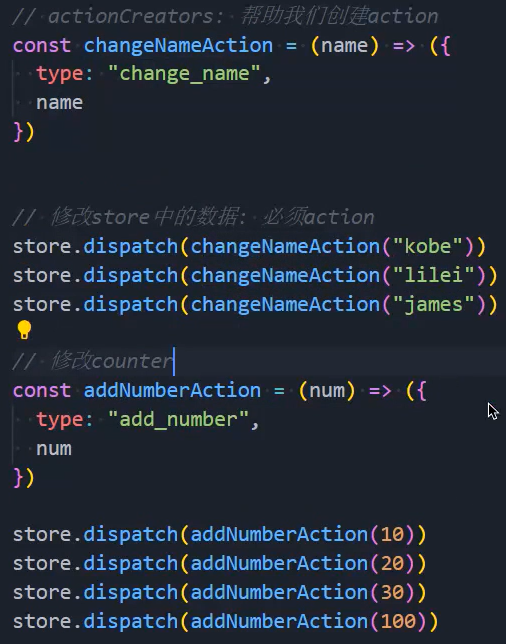 // actionCreators: 帮助我们创建action
const changeNameAction = (name) => ({
  type: "change_name",
  name
})
// 修改store中的数据: 必须action
store.dispatch(changeNameAction("kobe"))
store.dispatch(changeNameAction("lilei"))
store.dispatch(changeNameAction("james"))
// 修改counter
const addNumberAction = (num) => ({
  type: "add_number",
  num
})
store.dispatch(addNumberAction(10))
store.dispatch(addNumberAction(20))
store.dispatch(addNumberAction(30))
store.dispatch(addNumberAction(100))